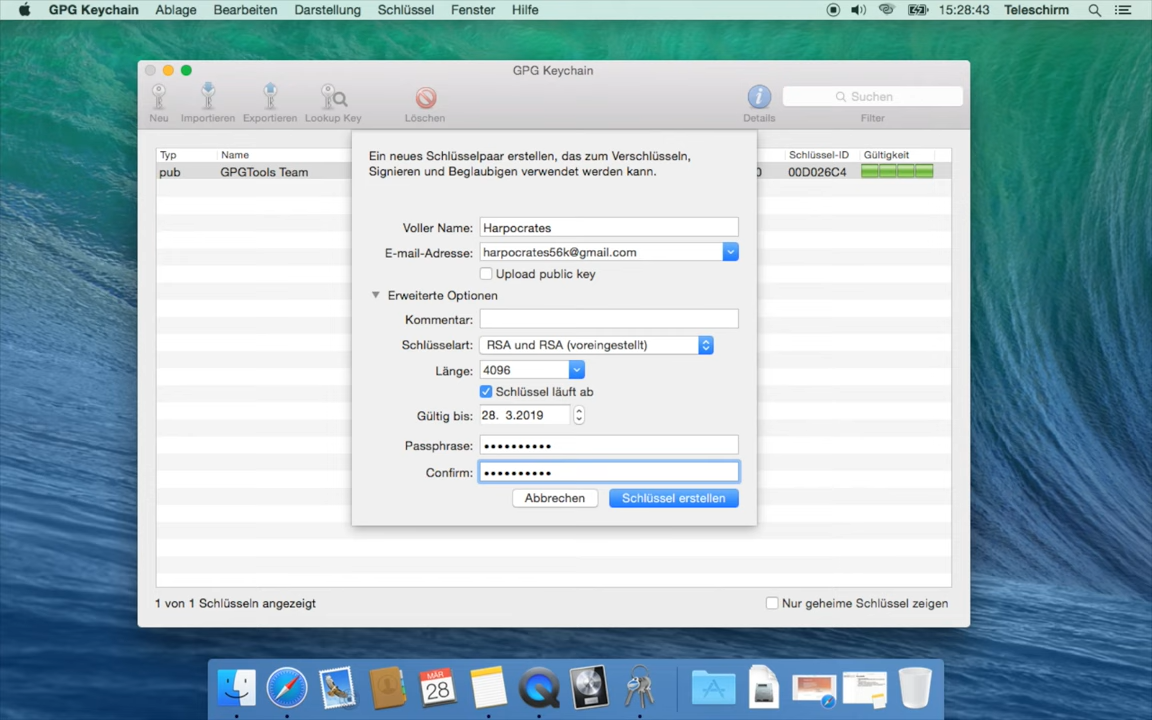 GPG Keychain Ablage Bearbeiten Darstellung Schlüssel Fenster Hilfe 15:28:43 Teleschirm
GPG Keychain
Neu Importieren Exportieren Lookup Key Löschen Details Suchen Filter
Typ Name Schlüssel-ID Gültigkeit
pub GPGTools Team 00D026C4
Ein neues Schlüsselpaar erstellen, das zum Verschlüsseln,
Signieren und Beglaubigen verwendet werden kann.
Voller Name: Harpocrates
E-Mail-Adresse: harpocrates56k@gmail.com
Upload public key
Erweiterte Optionen
Kommentar:
Schlüsselart: RSA und RSA (voreingestellt)
Länge: 4096
Schlüssel läuft ab
Gültig bis: 28. 3.2019
Passphrase: ••••••••••
Confirm: ••••••••••
Abbrechen Schlüssel erstellen
1 von 1 Schlüsseln angezeigt Nur geheime Schlüssel zeigen
MÄR
28